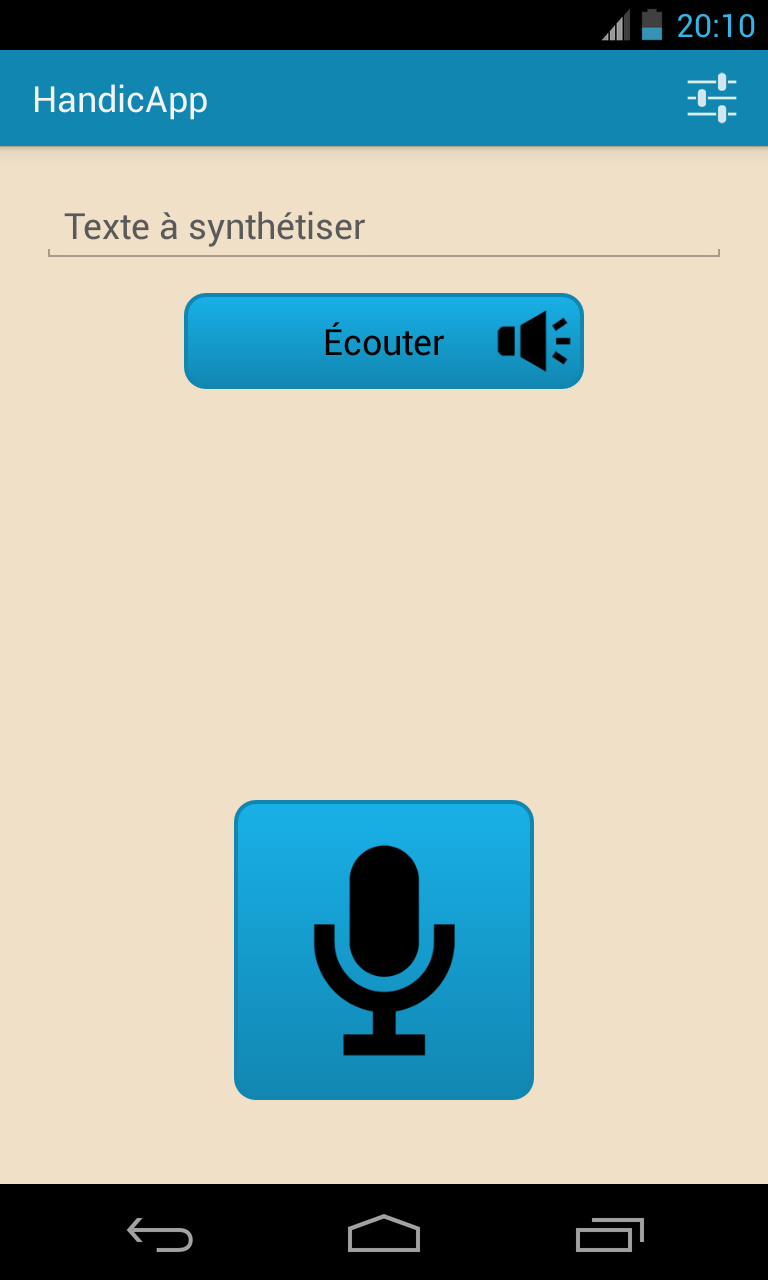 20:10
HandicApp
Texte à synthétiser
Écouter